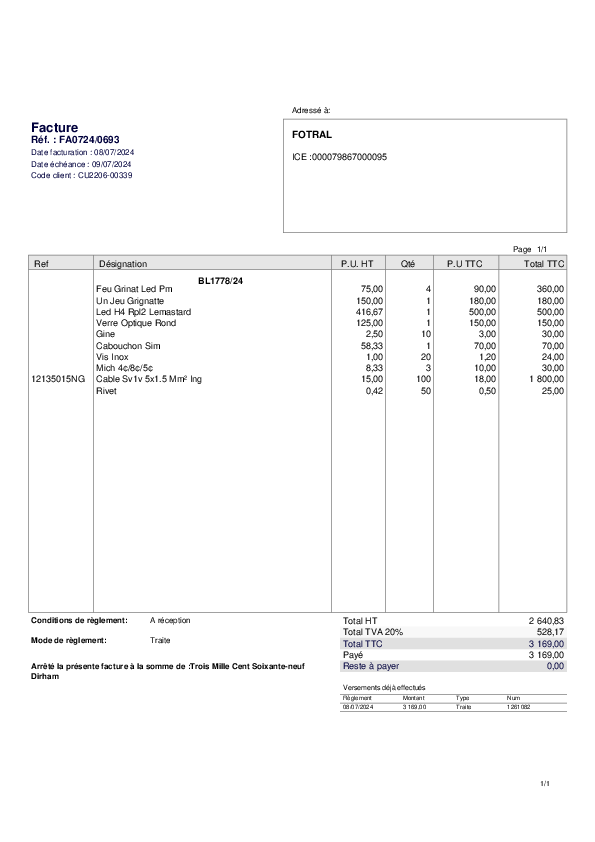 Adressé à:
Facture
Réf. : FA0724/0693
Date facturation : 08/07/2024
Date échéance : 09/07/2024
Code client : CU2206-00339
FOTRAL
ICE :000079867000095
Page 1/1
Ref Désignation P.U. HT Qté P.U TTC Total TTC
BL1778/24
Feu Grinat Led Pm 75,00 4 90,00 360,00
Un Jeu Grignatte 150,00 1 180,00 180,00
Led H4 Rpl2 Lemastard 416,67 1 500,00 500,00
Verre Optique Rond 125,00 1 150,00 150,00
Gine 2,50 10 3,00 30,00
Cabouchon Sim 58,33 1 70,00 70,00
Vis Inox 1,00 20 1,20 24,00
Mich 4¢/8¢/5¢ 8,33 3 10,00 30,00
12135015NG Cable Sv1v 5x1.5 Mm² Ing 15,00 100 18,00 1 800,00
Rivet 0,42 50 0,50 25,00
Conditions de règlement: A réception
Mode de règlement: Traite
Arrêté la présente facture à la somme de :Trois Mille Cent Soixante-neuf
Dirham
Total HT 2 640,83
Total TVA 20% 528,17
Total TTC 3 169,00
Payé 3 169,00
Reste à payer 0,00
Versements déjà effectués
Règlement Montant Type Num
08/07/2024 3 169,00 Traite 1261082
1/1